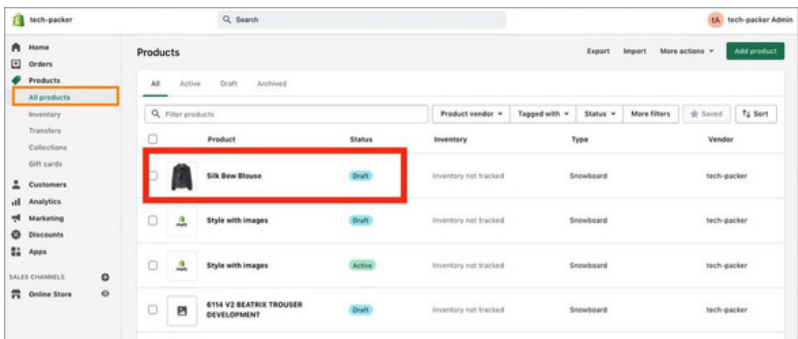 tech-packer
Search
tA tech-packer Admin
Home
Orders
Products
All products
Inventory
Transfers
Collections
Gift cards
Customers
Analytics
Marketing
Discounts
Apps
SALES CHANNELS
Online Store
Products
Export Import More actions Add product
All Active Draft Archived
Filter products Product vendor Tagged with Status More filters Saved Sort
Product Status Inventory Type Vendor
Silk Bow Blouse Draft Inventory not tracked Snowboard tech-packer
Style with images Draft Inventory not tracked Snowboard tech-packer
Style with images Active Inventory not tracked Snowboard tech-packer
6114 V2 BEATRIX TROUSER
DEVELOPMENT Draft Inventory not tracked Snowboard tech-packer